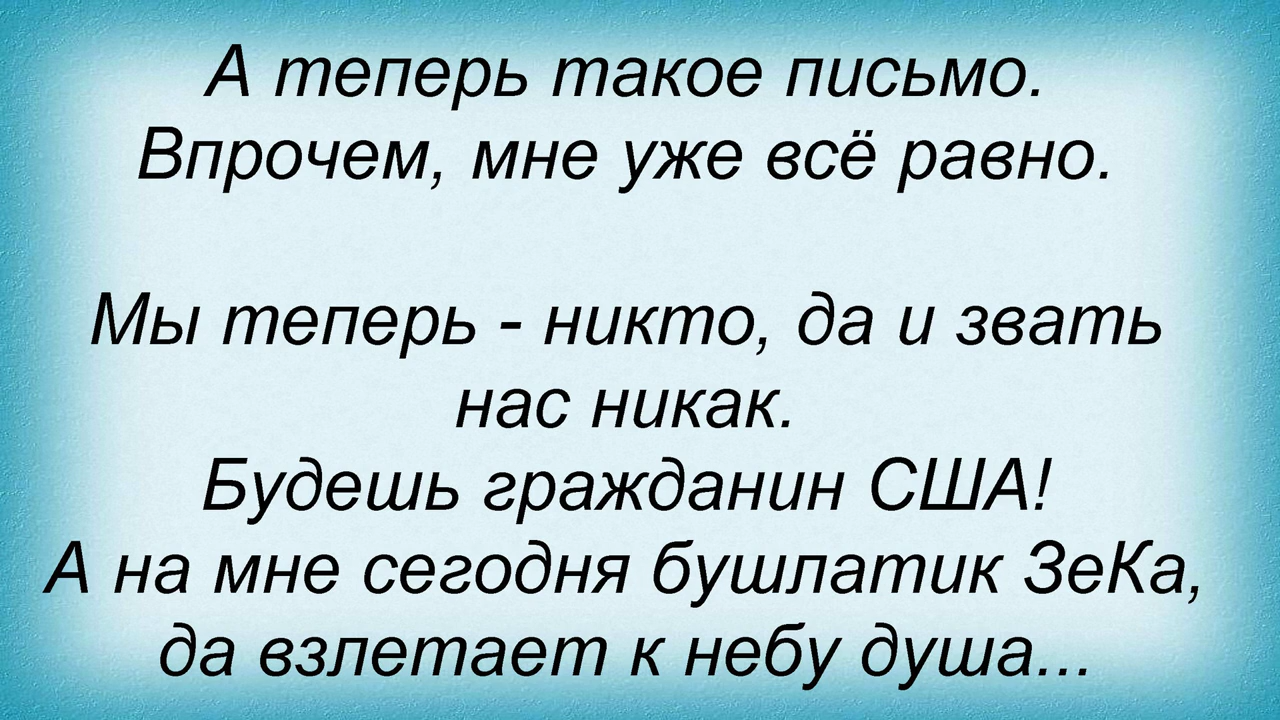 А теперь такое письмо.
Впрочем, мне уже всё равно.
Мы теперь - никто, да и звать
нас никак.
Будешь гражданин США!
А на мне сегодня бушлатик ЗеКа,
да взлетает к небу душа...